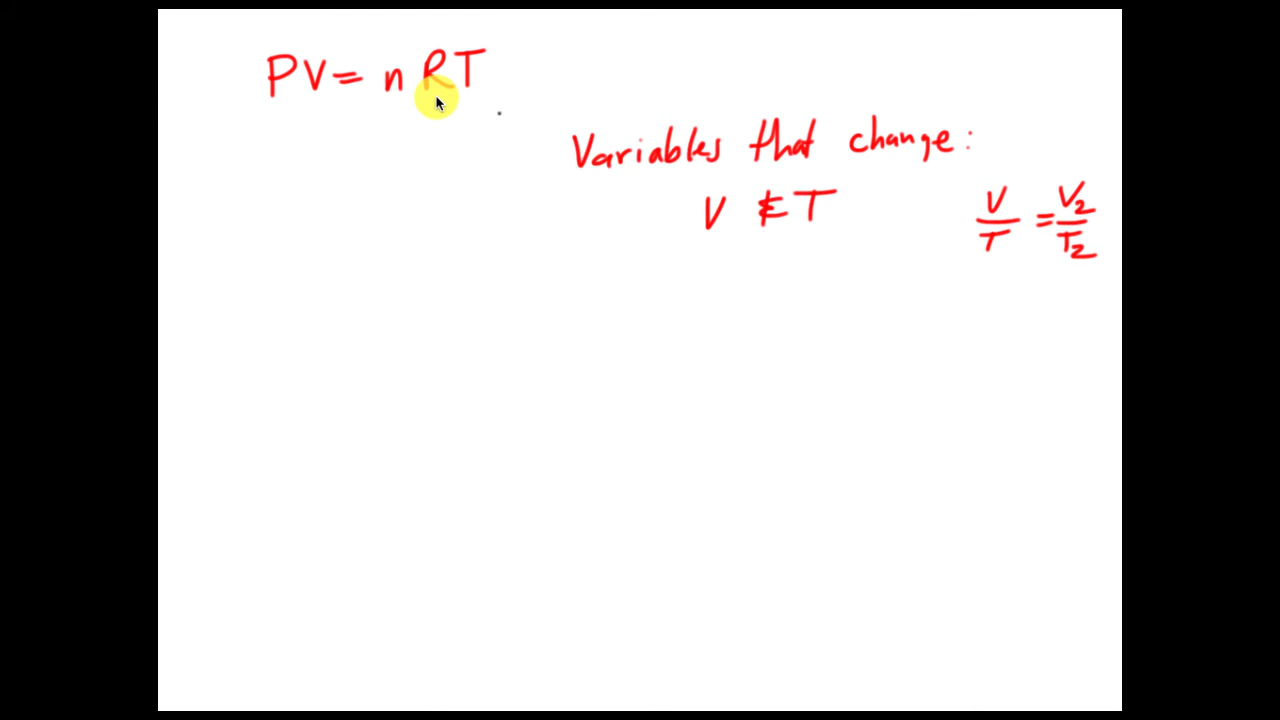 PV = nRT
Variables that change:
V & T
V/T = V₂/T₂